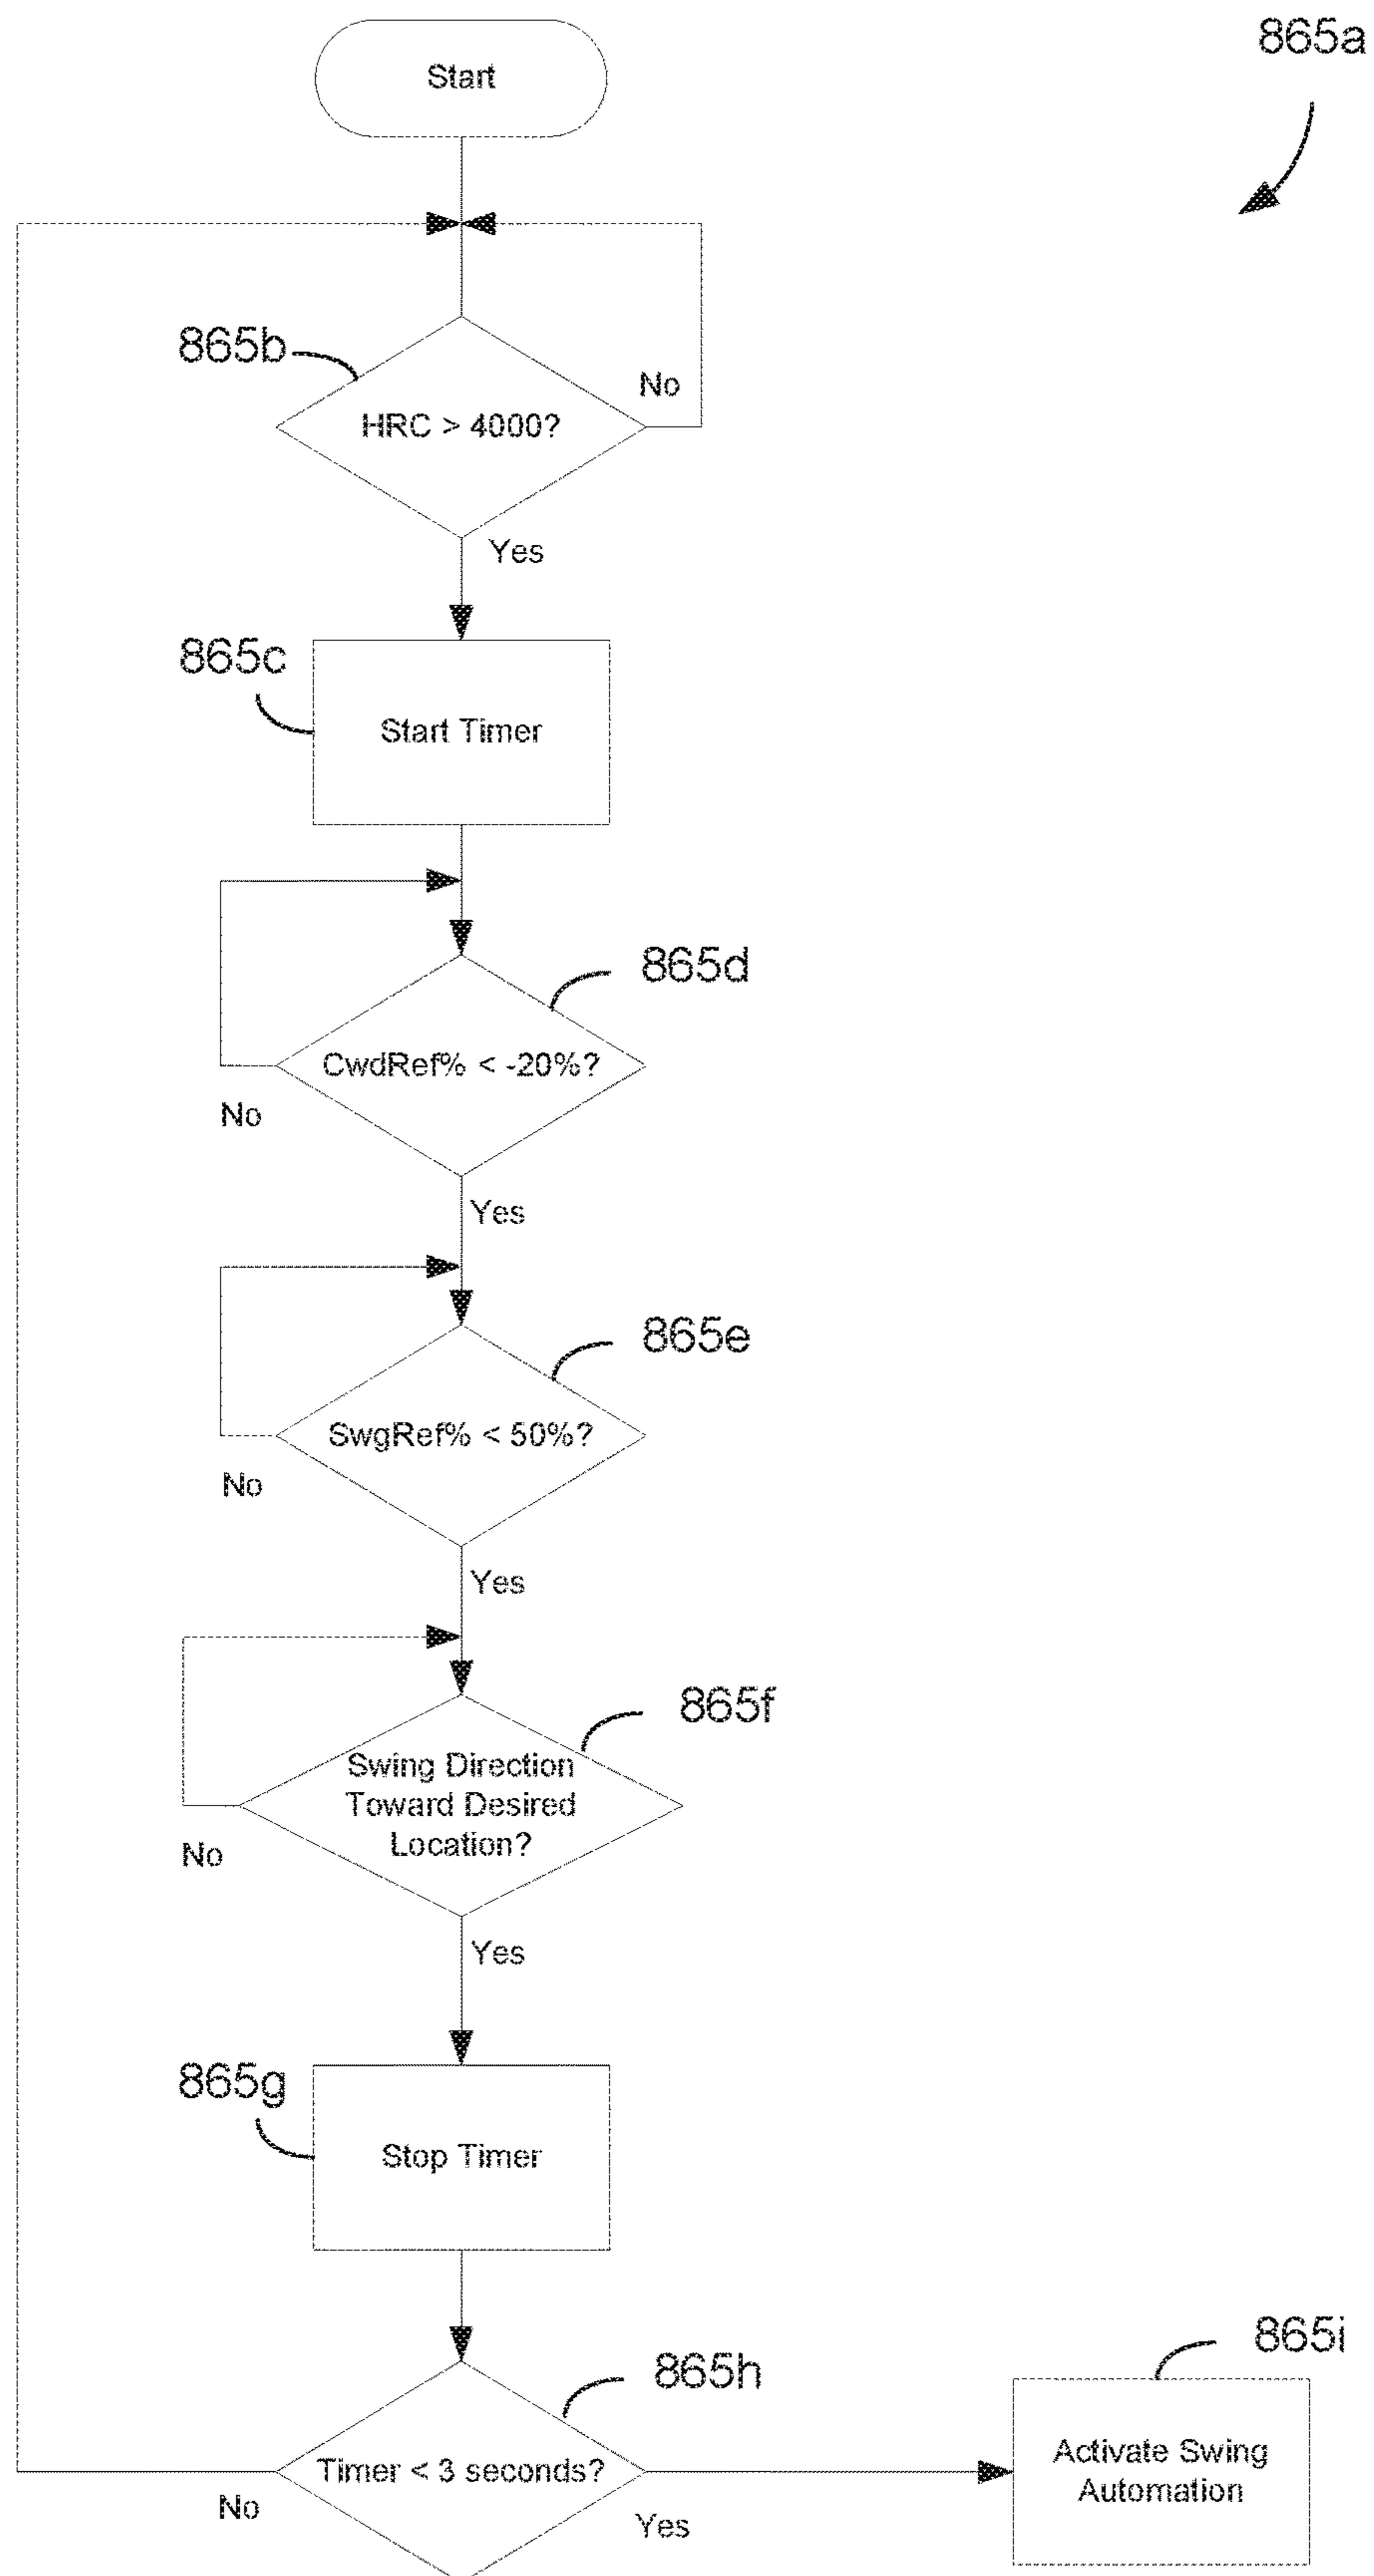 865a
Start
865b
No
HRC > 4000?
Yes
865c
Start Timer
865d
CwdRef% < -20%?
No
Yes
865e
SwgRef% < 50%?
No
Yes
865f
Swing Direction
Toward Desired
Location?
No
Yes
865g
Stop Timer
865h
865i
Timer < 3 seconds?
Activate Swing
Automation
No
Yes